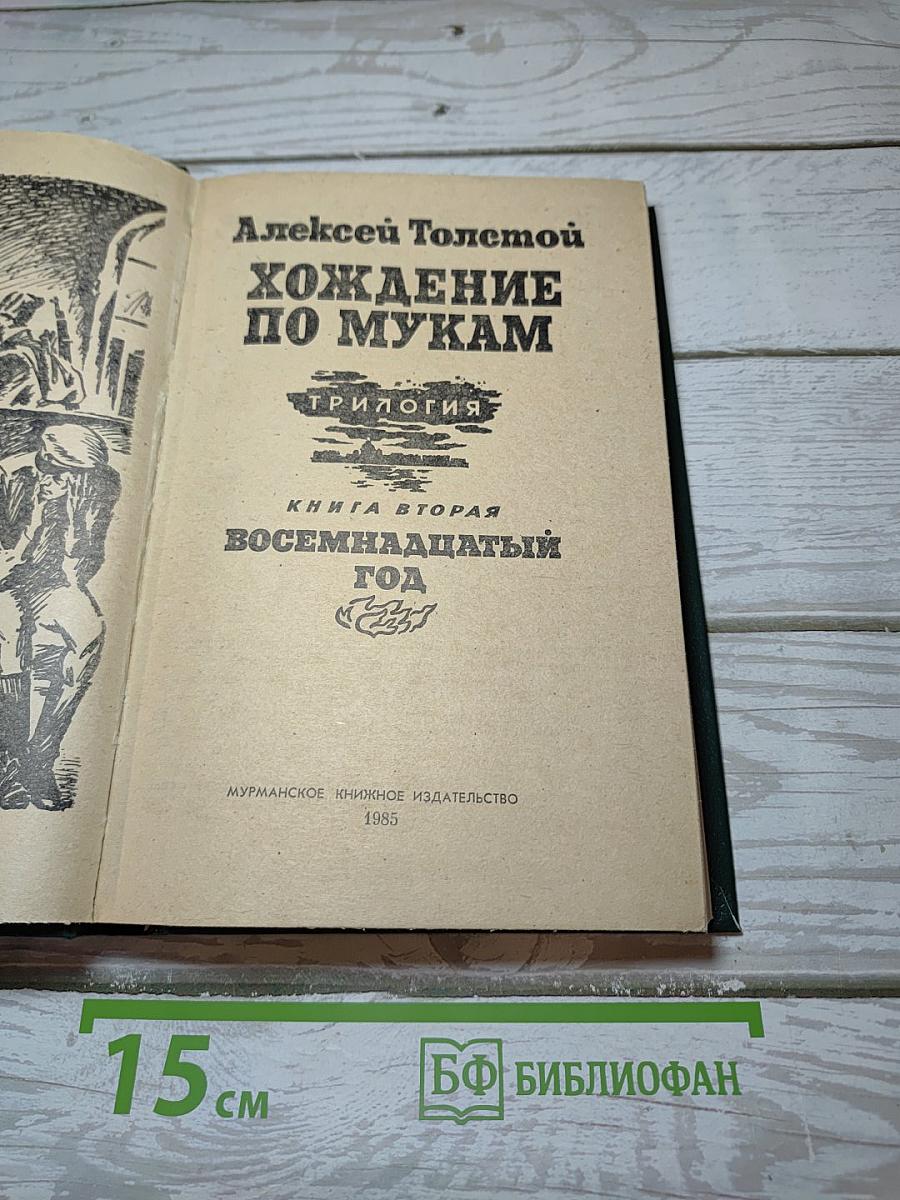 Алексей Толстой
ХОЖДЕНИЕ
ПО МУКАМ
ТРИЛОГИЯ
КНИГА ВТОРАЯ
ВОСЕМНАДЦАТЫЙ
ГОД
МУРМАНСКОЕ КНИЖНОЕ ИЗДАТЕЛЬСТВО
1985
15 см
БФ БИБЛИОФАН